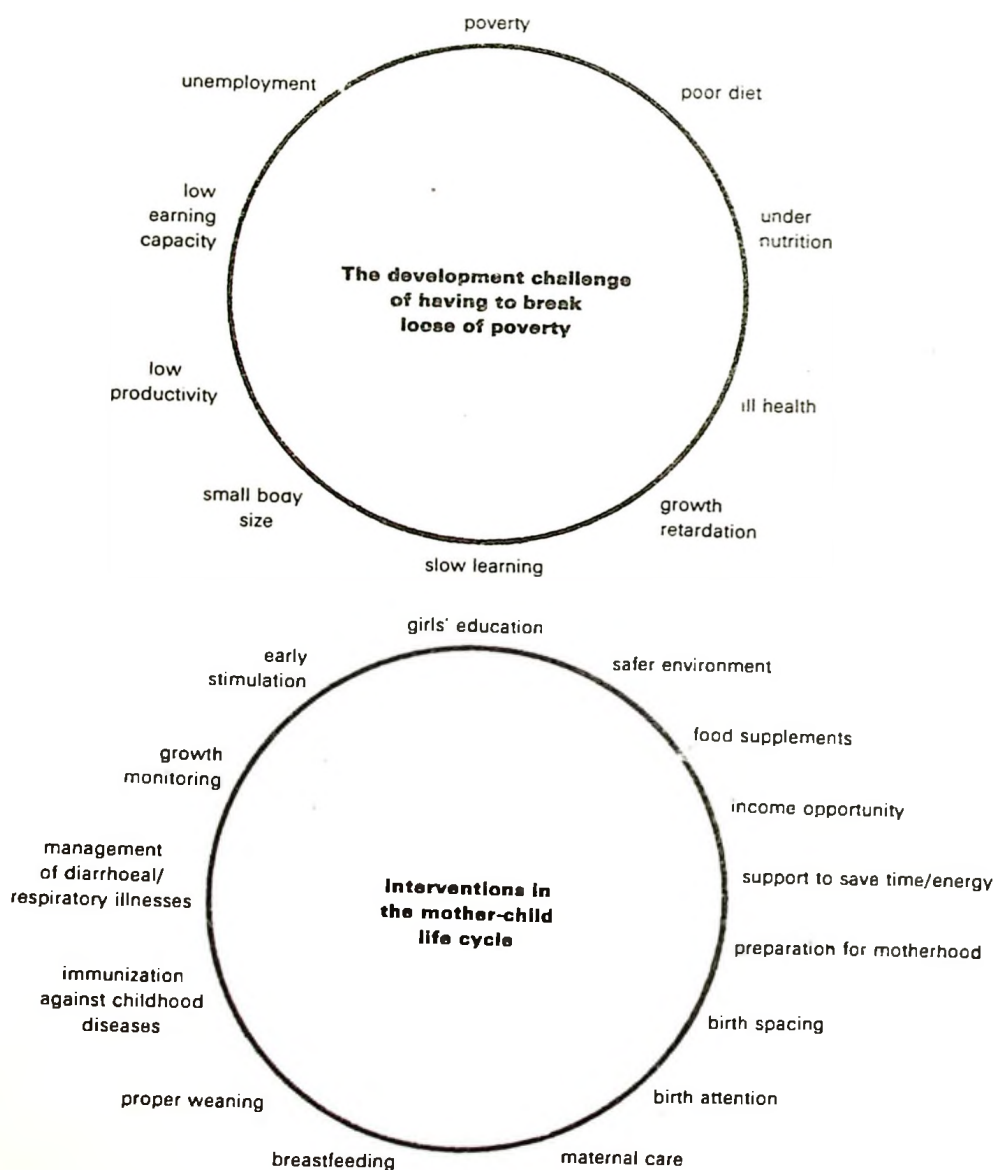 poverty
poor diet
under
nutrition
ill health
growth
retardation
slow learning
small body
size
low
productivity
low
earning
capacity
unemployment
The development challenge
of having to break
loose of poverty
girls' education
safer environment
food supplements
income opportunity
support to save time/energy
preparation for motherhood
birth spacing
birth attention
maternal care
breastfeeding
proper weaning
immunization
against childhood
diseases
management
of diarrhoeal/
respiratory illnesses
growth
monitoring
early
stimulation
Interventions in
the mother-child
life cycle